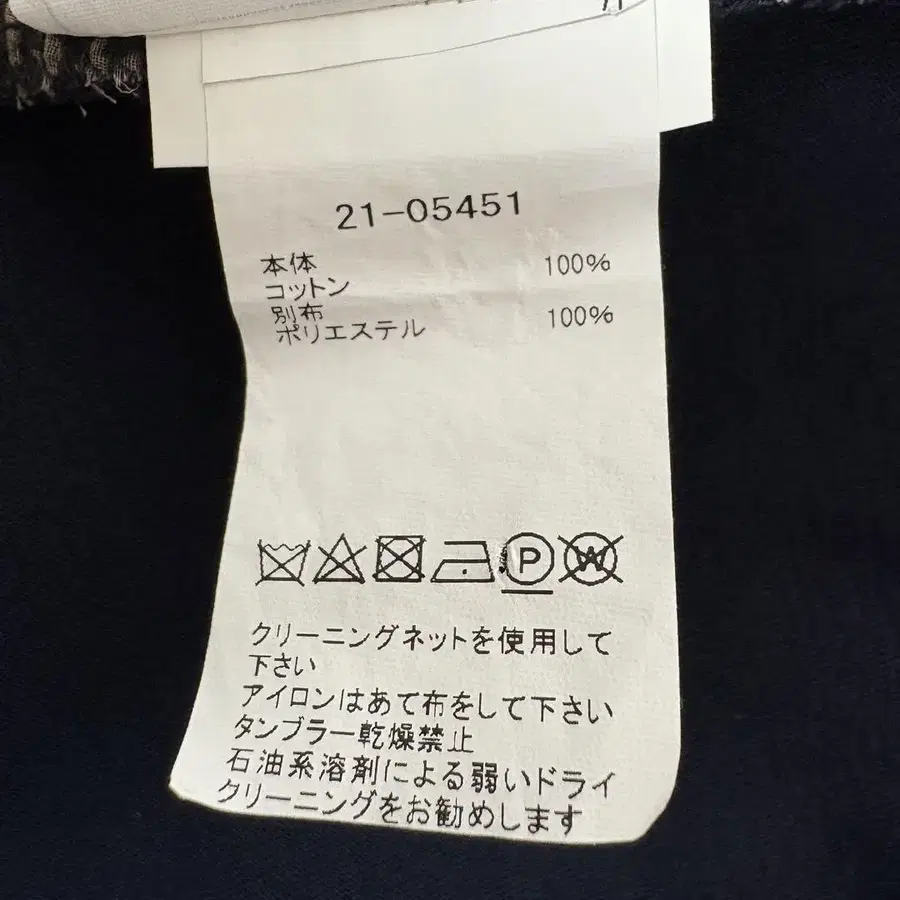 21-05451
本体 100%
コットン
別布 100%
ポリエステル
P W
クリーニングネットを使用して
下さい
アイロンはあて布をして下さい
タンブラー乾燥禁止
石油系溶剤による弱いドライ
クリーニングをお勧めします